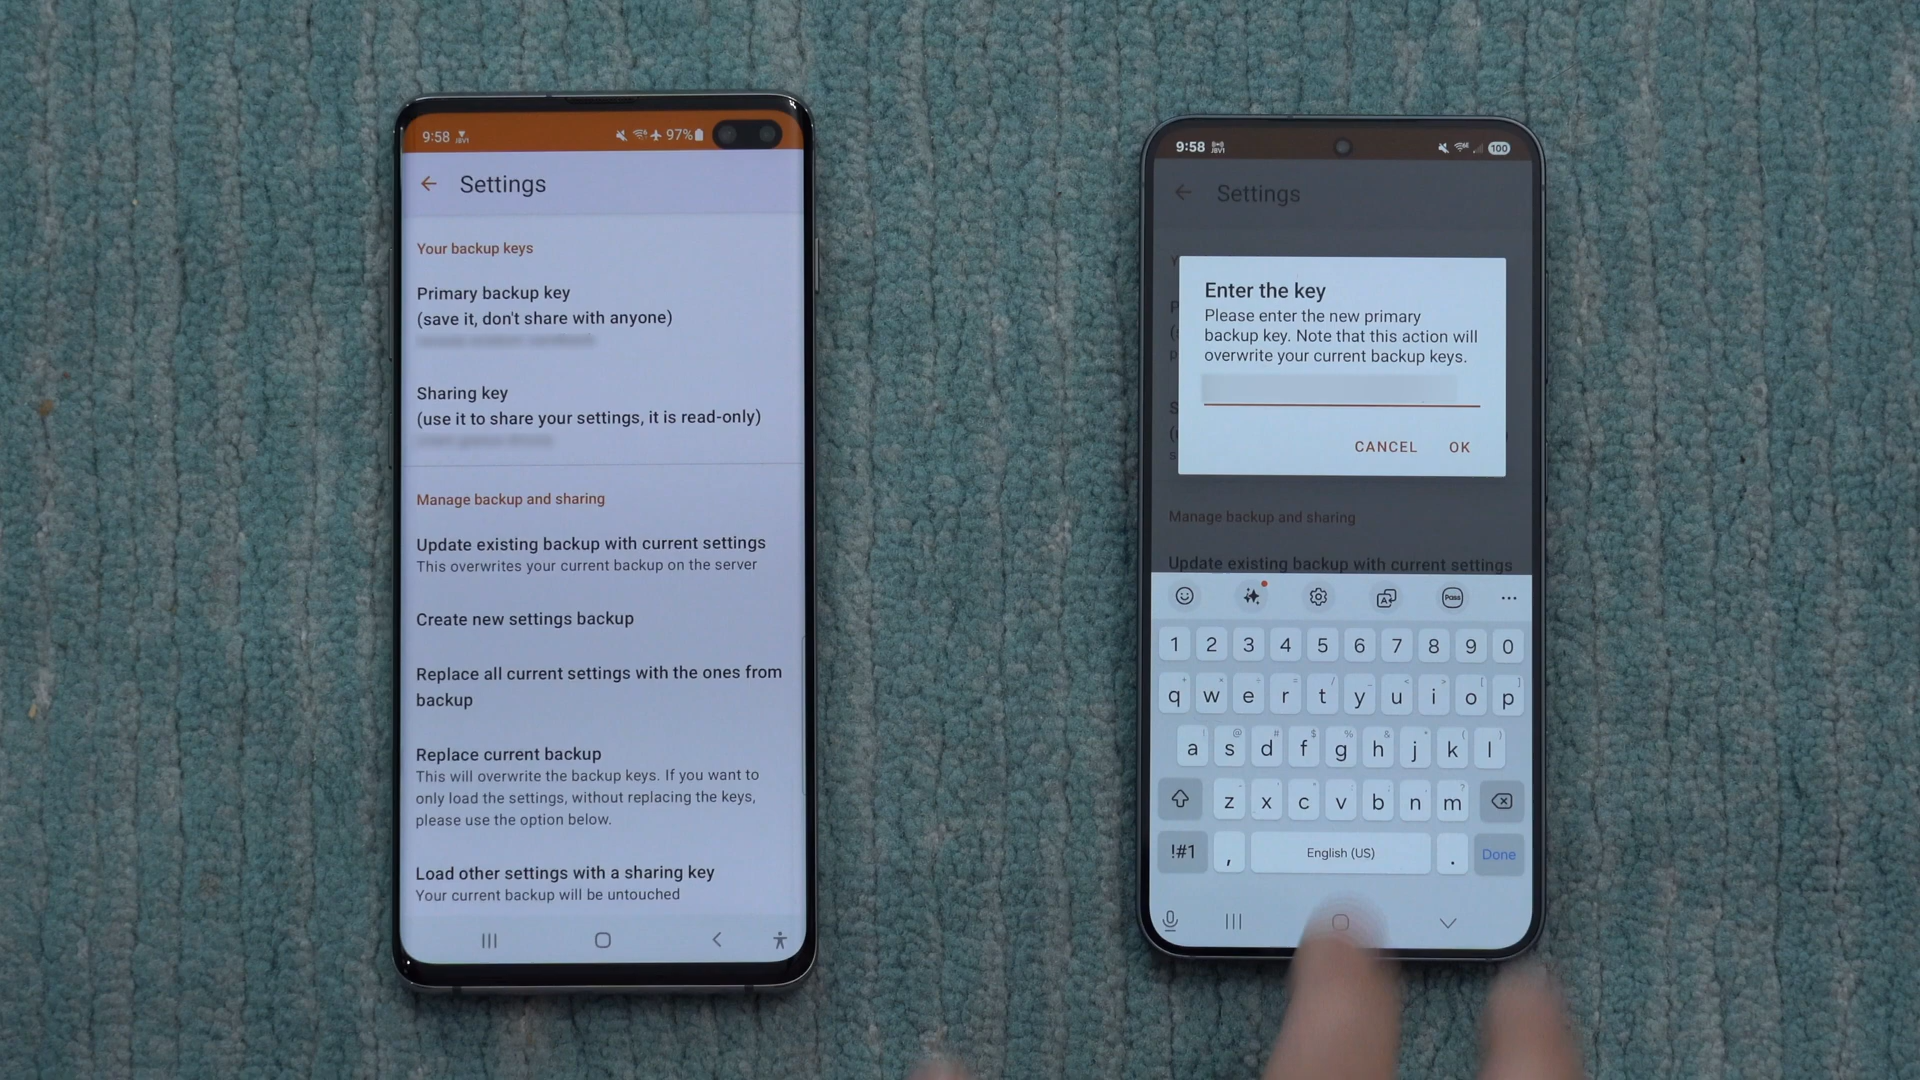 9:58
97%
Settings
Your backup keys
Primary backup key
(save it, don't share with anyone)
Sharing key
(use it to share your settings, it is read-only)
Manage backup and sharing
Update existing backup with current settings
This overwrites your current backup on the server
Create new settings backup
Replace all current settings with the ones from
backup
Replace current backup
This will overwrite the backup keys. If you want to
only load the settings, without replacing the keys,
please use the option below.
Load other settings with a sharing key
Your current backup will be untouched
9:58
100
Settings
Enter the key
Please enter the new primary
backup key. Note that this action will
overwrite your current backup keys.
CANCEL OK
Manage backup and sharing
Update existing backup with current settings
Pass
1 2 3 4 5 6 7 8 9 0
q w e r t y u i o p
a s d f g h j k l
z x c v b n m
!#1 , English (US) . Done